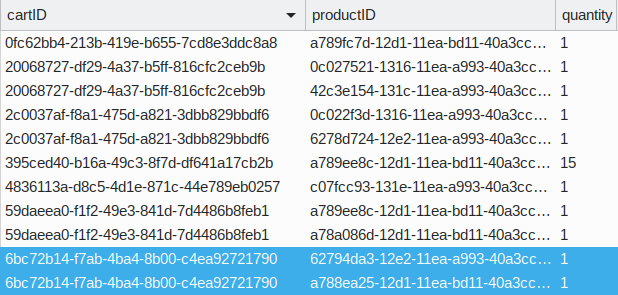 cartID productID quantity
0fc62bb4-213b-419e-b655-7cd8e3ddc8a8 a789fc7d-12d1-11ea-bd11-40a3cc... 1
20068727-df29-4a37-b5ff-816cfc2ceb9b 0c027521-1316-11ea-a993-40a3cc... 1
20068727-df29-4a37-b5ff-816cfc2ceb9b 42c3e154-131c-11ea-a993-40a3cc... 1
2c0037af-f8a1-475d-a821-3dbb829bbdf6 0c022f3d-1316-11ea-a993-40a3cc... 1
2c0037af-f8a1-475d-a821-3dbb829bbdf6 6278d724-12e2-11ea-a993-40a3cc... 1
395ced40-b16a-49c3-8f7d-df641a17cb2b a789ee8c-12d1-11ea-bd11-40a3cc... 15
4836113a-d8c5-4d1e-871c-44e789eb0257 c07fcc93-131e-11ea-a993-40a3cc... 1
59daeea0-f1f2-49e3-841d-7d4486b8feb1 a789ee8c-12d1-11ea-bd11-40a3cc... 1
59daeea0-f1f2-49e3-841d-7d4486b8feb1 a78a086d-12d1-11ea-bd11-40a3cc... 1
6bc72b14-f7ab-4ba4-8b00-c4ea92721790 62794da3-12e2-11ea-a993-40a3cc... 1
6bc72b14-f7ab-4ba4-8b00-c4ea92721790 a788ea25-12d1-11ea-bd11-40a3cc... 1